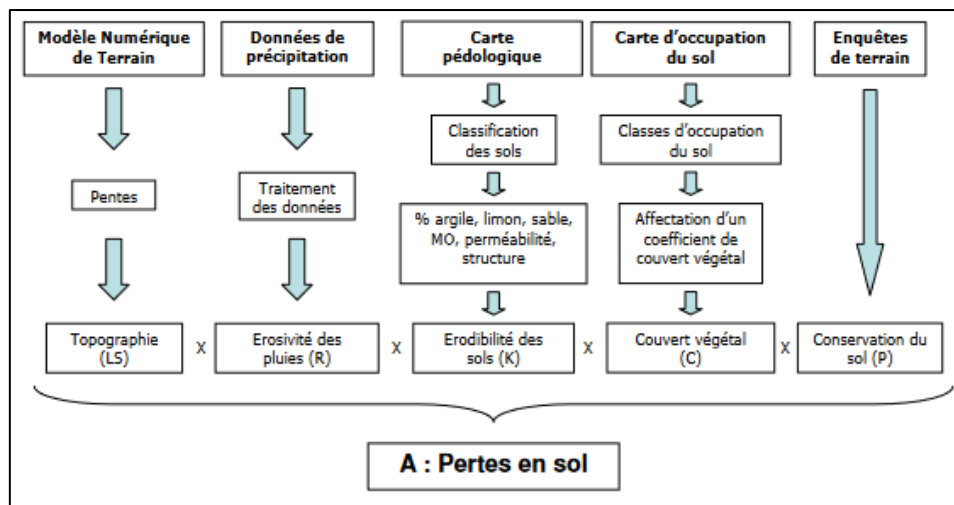 Modèle Numérique
de Terrain
Données de
précipitation
Carte
pédologique
Carte d'occupation
du sol
Enquêtes
de terrain
Classification
des sols
Classes d'occupation
du sol
Pentes
Traitement
des données
% argile, limon, sable,
MO, perméabilité,
structure
Affectation d'un
coefficient de
couvert végétal
Topographie
(LS)
X
Erosivité des
pluies (R)
X
Erodibilité des
sols (K)
X
Couvert végétal
(C)
X
Conservation du
sol (P)
A : Pertes en sol